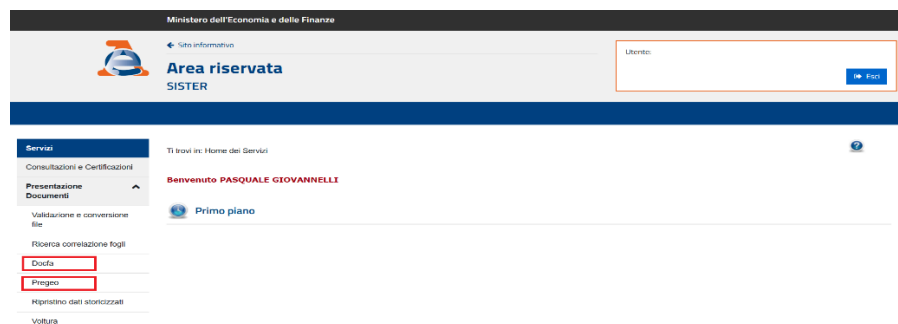 Ministero dell'Economia e delle Finanze
Sito informativo
Area riservata
SISTER
Utente:
Esci
Servizi
Consultazioni e Certificazioni
Presentazione
Documenti
Validazione e conversione
file
Ricerca correlazione fogli
Docfa
Pregeo
Ripristino dati storicizzati
Voltura
Ti trovi in: Home dei Servizi
?
Benvenuto PASQUALE GIOVANNELLI
Primo piano